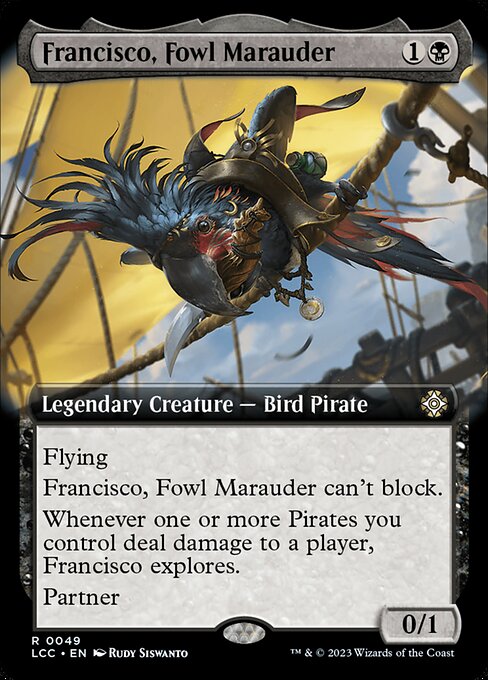 Francisco, Fowl Marauder 1
Legendary Creature — Bird Pirate
Flying
Francisco, Fowl Marauder can't block.
Whenever one or more Pirates you
control deal damage to a player,
Francisco explores.
Partner
0/1
R 0049
LCC • EN Rudy Siswanto
™ & © 2023 Wizards of the Coast